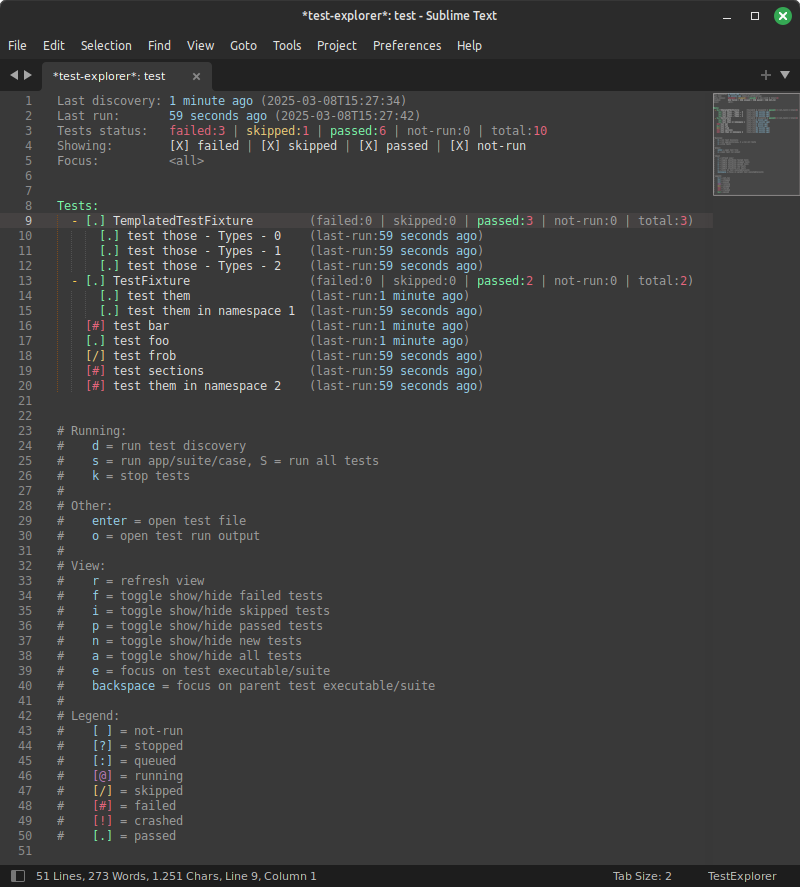 *test-explorer*: test - Sublime Text
File Edit Selection Find View Goto Tools Project Preferences Help
*test-explorer*: test
1 Last discovery: 1 minute ago (2025-03-08T15:27:34)
2 Last run: 59 seconds ago (2025-03-08T15:27:42)
3 Tests status: failed:3 | skipped:1 | passed:6 | not-run:0 | total:10
4 Showing: [X] failed | [X] skipped | [X] passed | [X] not-run
5 Focus: <all>
6
7
8 Tests:
9 - [.] TemplatedTestFixture (failed:0 | skipped:0 | passed:3 | not-run:0 | total:3)
10 [.] test those - Types - 0 (last-run:59 seconds ago)
11 [.] test those - Types - 1 (last-run:59 seconds ago)
12 [.] test those - Types - 2 (last-run:59 seconds ago)
13 - [.] TestFixture (failed:0 | skipped:0 | passed:2 | not-run:0 | total:2)
14 [.] test them (last-run:1 minute ago)
15 [.] test them in namespace 1 (last-run:59 seconds ago)
16 [#] test bar (last-run:1 minute ago)
17 [.] test foo (last-run:1 minute ago)
18 [/] test frob (last-run:59 seconds ago)
19 [#] test sections (last-run:59 seconds ago)
20 [#] test them in namespace 2 (last-run:59 seconds ago)
21
22
23 # Running:
24 # d = run test discovery
25 # s = run app/suite/case, S = run all tests
26 # k = stop tests
27 #
28 # Other:
29 # enter = open test file
30 # o = open test run output
31 #
32 # View:
33 # r = refresh view
34 # f = toggle show/hide failed tests
35 # i = toggle show/hide skipped tests
36 # p = toggle show/hide passed tests
37 # n = toggle show/hide new tests
38 # a = toggle show/hide all tests
39 # e = focus on test executable/suite
40 # backspace = focus on parent test executable/suite
41 #
42 # Legend:
43 # [ ] = not-run
44 # [?] = stopped
45 # [:] = queued
46 # [@] = running
47 # [/] = skipped
48 # [#] = failed
49 # [!] = crashed
50 # [.] = passed
51
51 Lines, 273 Words, 1.251 Chars, Line 9, Column 1 Tab Size: 2 TestExplorer